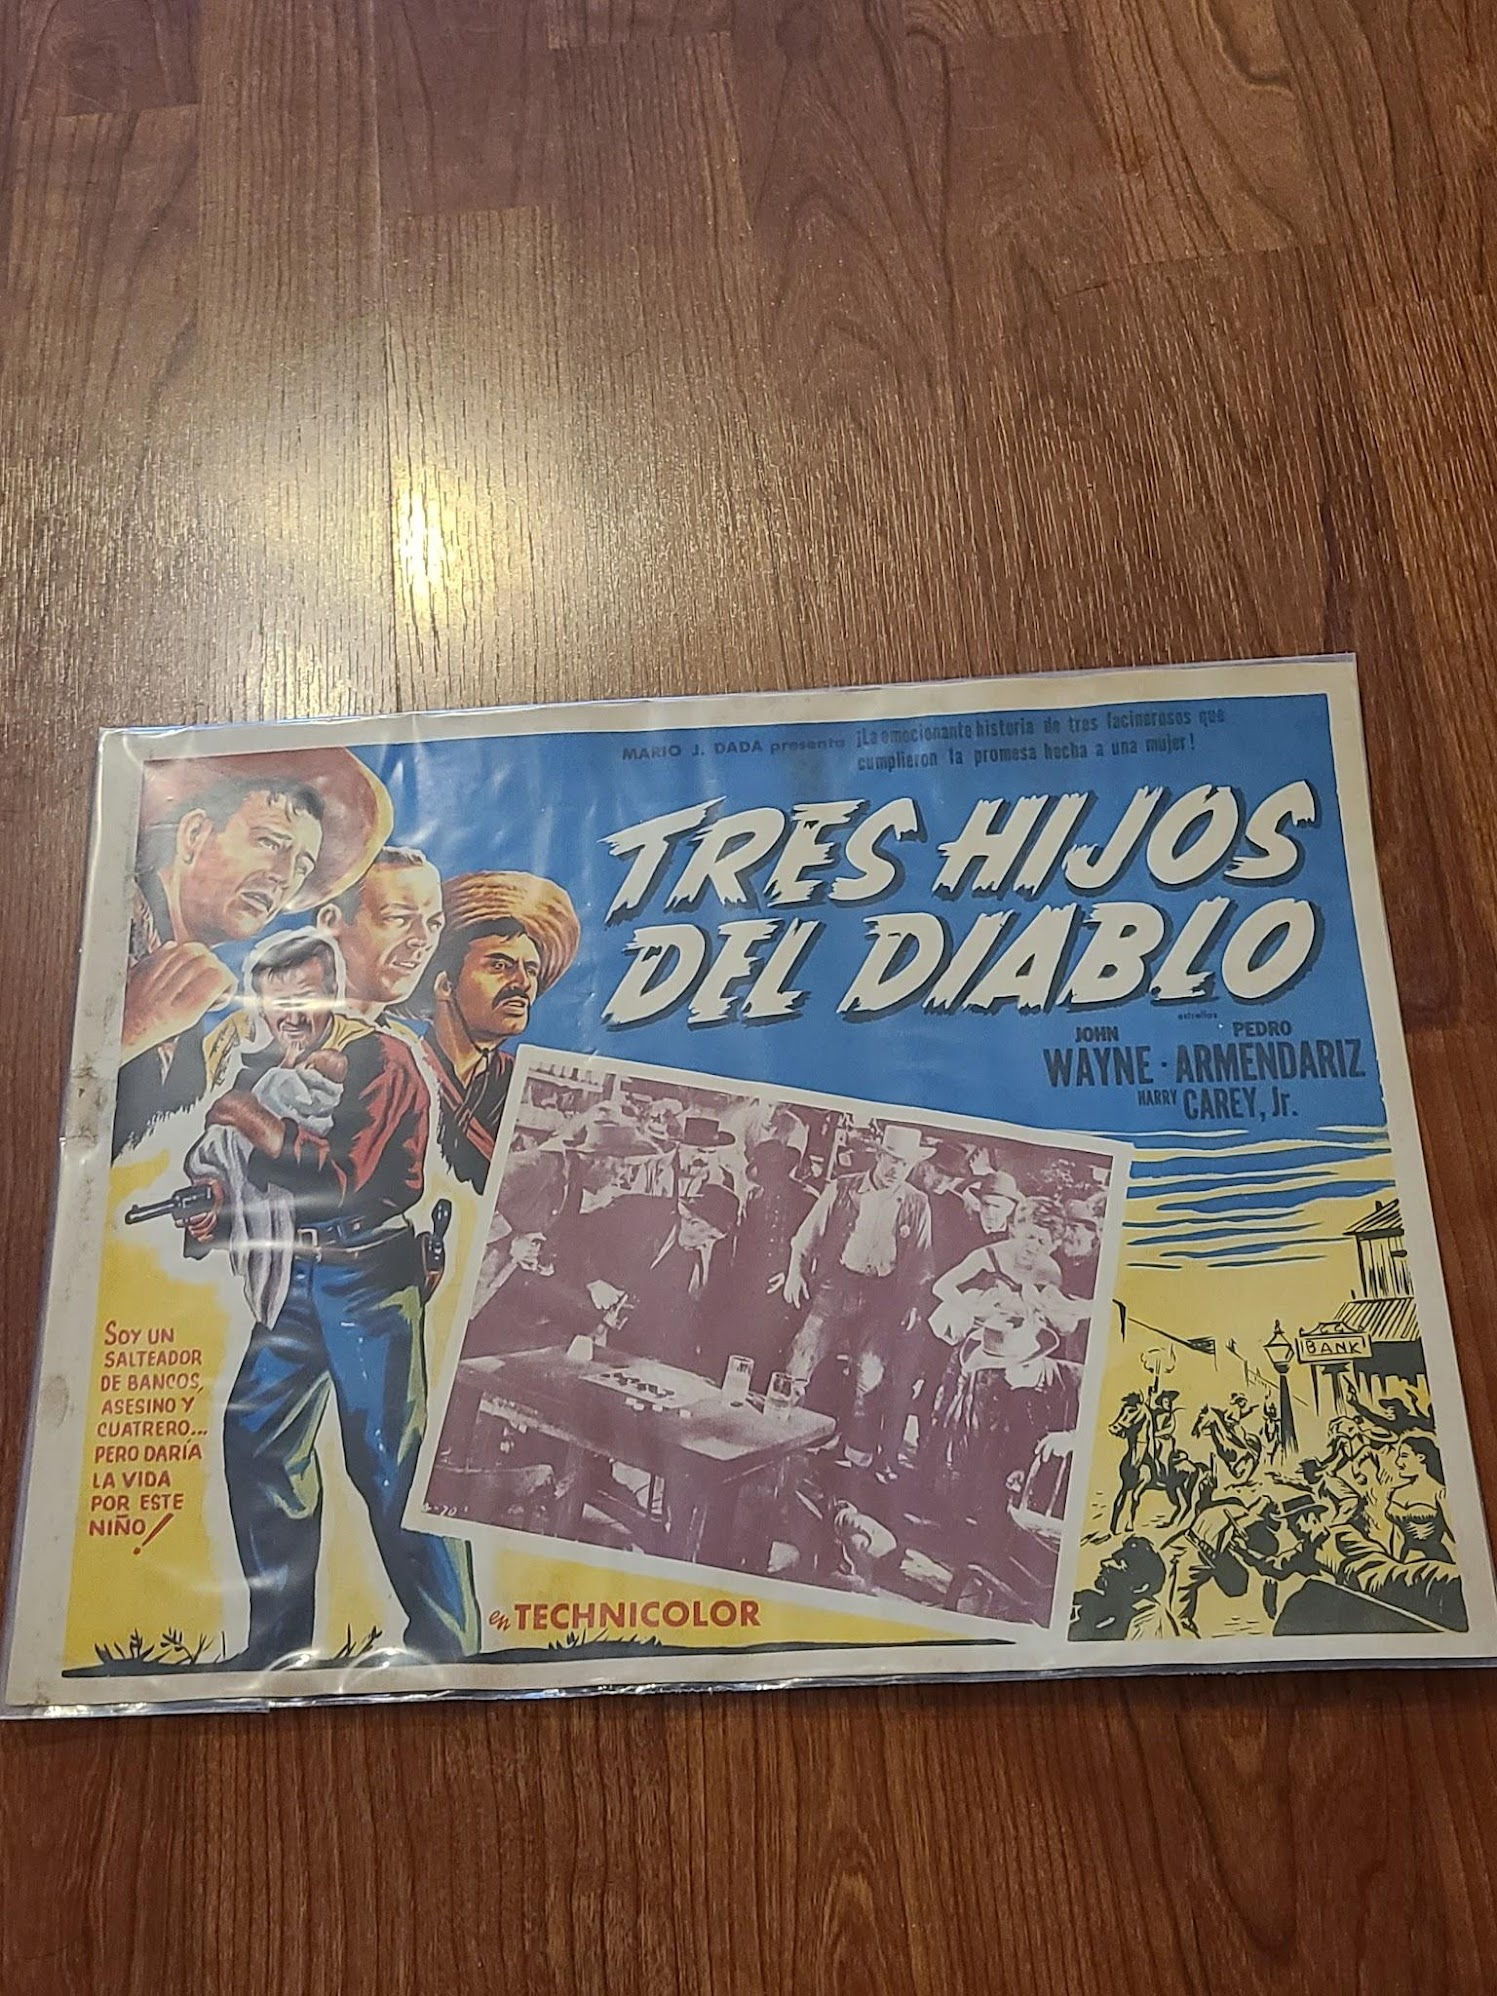 MARIO J. DADA presenta
¡La emocionante historia de tres facinerosos que
cumplieron la promesa hecha a una mujer!
TRES HIJOS
DEL DIABLO
estrellas
JOHN
WAYNE ·
PEDRO
ARMENDARIZ
HARRY
CAREY, Jr.
BANK
SOY UN
SALTEADOR
DE BANCOS,
ASESINO Y
CUATRERO...
PERO DARÍA
LA VIDA
POR ESTE
NIÑO!
en TECHNICOLOR